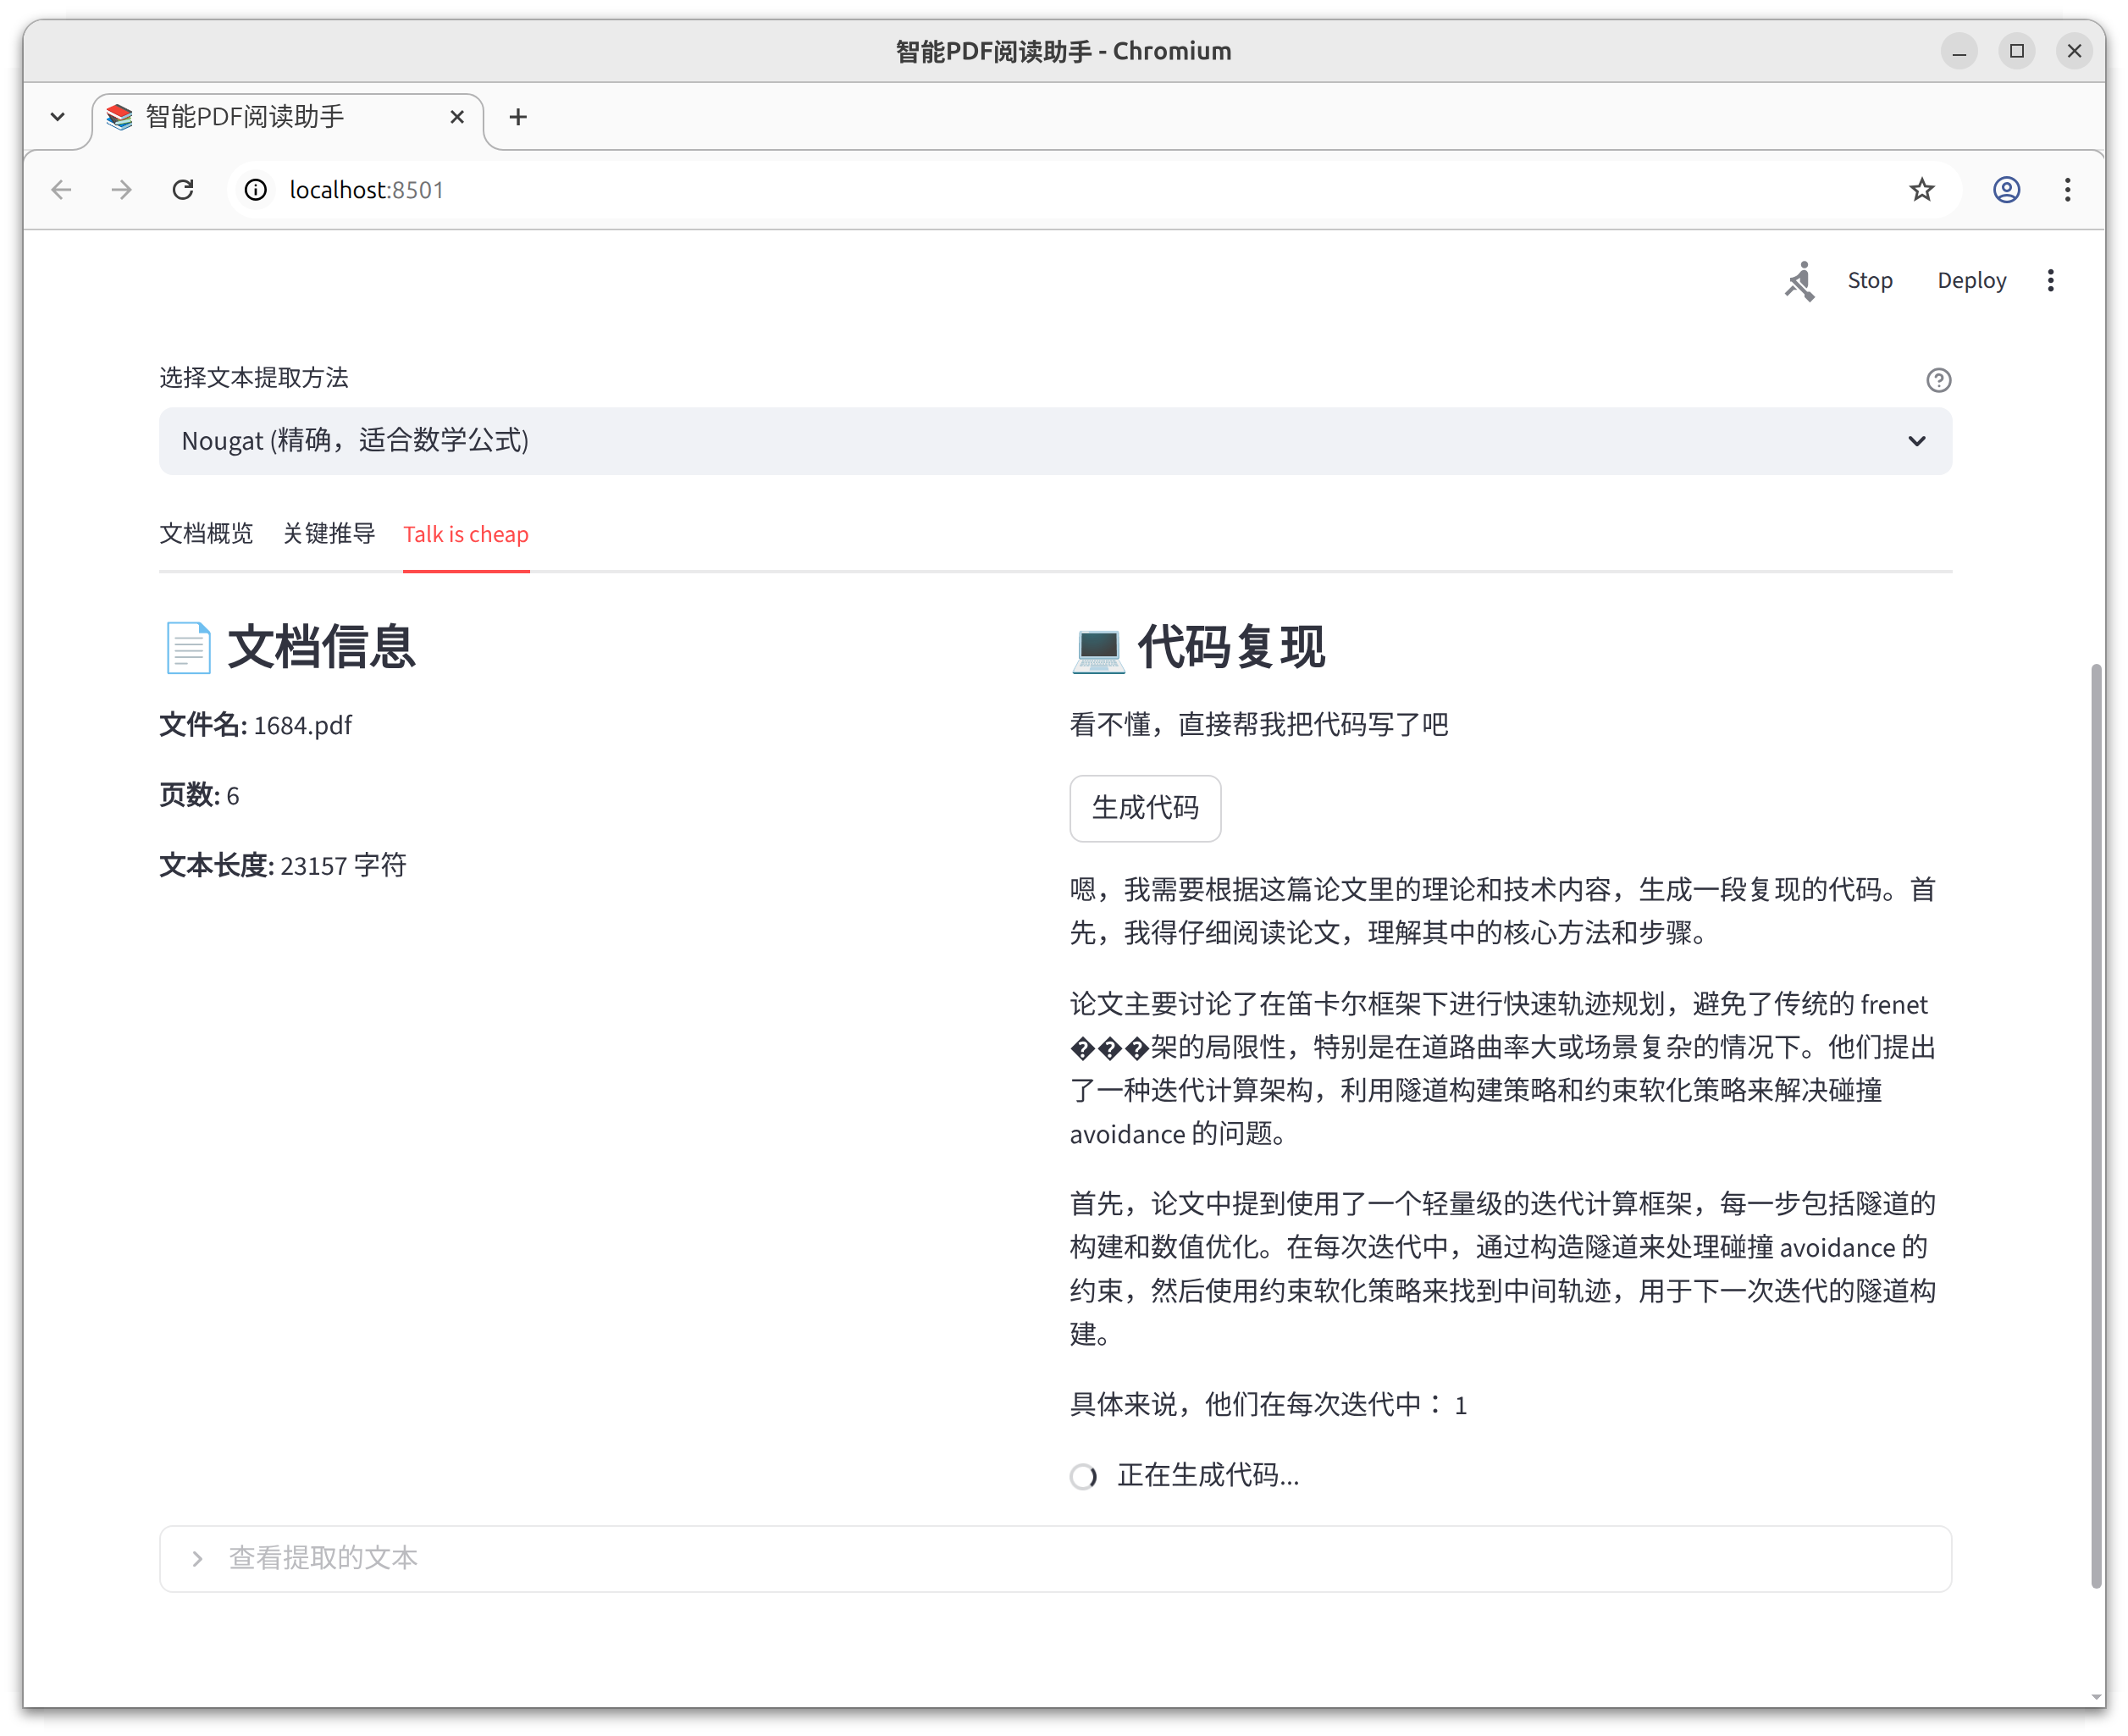 智能PDF阅读助手 - Chromium
智能PDF阅读助手
localhost:8501
Stop Deploy
选择文本提取方法
Nougat (精确，适合数学公式)
文档概览 关键推导 Talk is cheap
文档信息
文件名: 1684.pdf
页数: 6
文本长度: 23157 字符
代码复现
看不懂，直接帮我把代码写了吧
生成代码
嗯，我需要根据这篇论文里的理论和技术内容，生成一段复现的代码。首
先，我得仔细阅读论文，理解其中的核心方法和步骤。
论文主要讨论了在笛卡尔框架下进行快速轨迹规划，避免了传统的 frenet
���架的局限性，特别是在道路曲率大或场景复杂的情况下。他们提出
了一种迭代计算架构，利用隧道构建策略和约束软化策略来解决碰撞
avoidance 的问题。
首先，论文中提到使用了一个轻量级的迭代计算框架，每一步包括隧道的
构建和数值优化。在每次迭代中，通过构造隧道来处理碰撞 avoidance 的
约束，然后使用约束软化策略来找到中间轨迹，用于下一次迭代的隧道构
建。
具体来说，他们在每次迭代中： 1
正在生成代码...
查看提取的文本